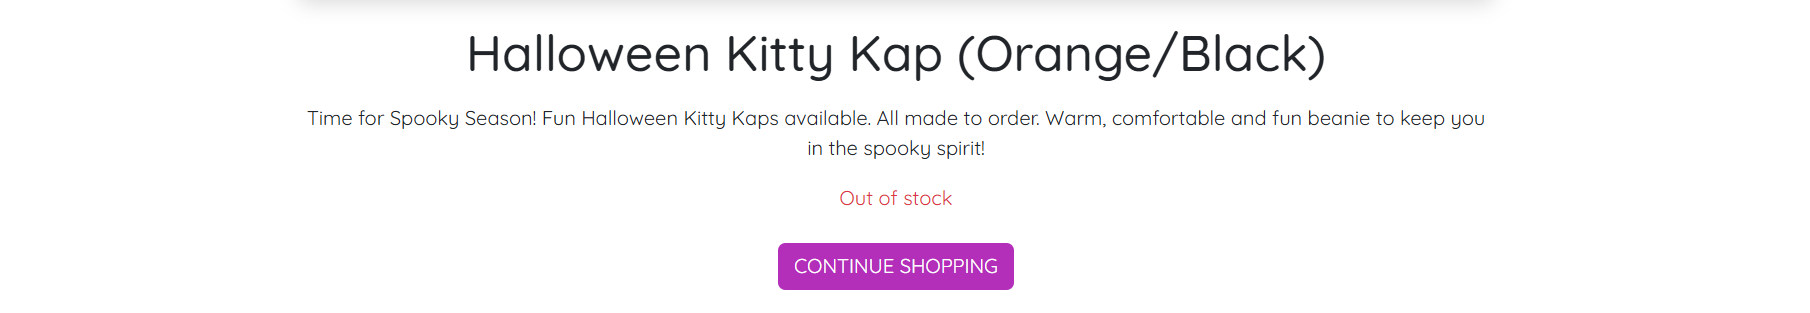 Halloween Kitty Kap (Orange/Black)
Time for Spooky Season! Fun Halloween Kitty Kaps available. All made to order. Warm, comfortable and fun beanie to keep you
in the spooky spirit!
Out of stock
CONTINUE SHOPPING